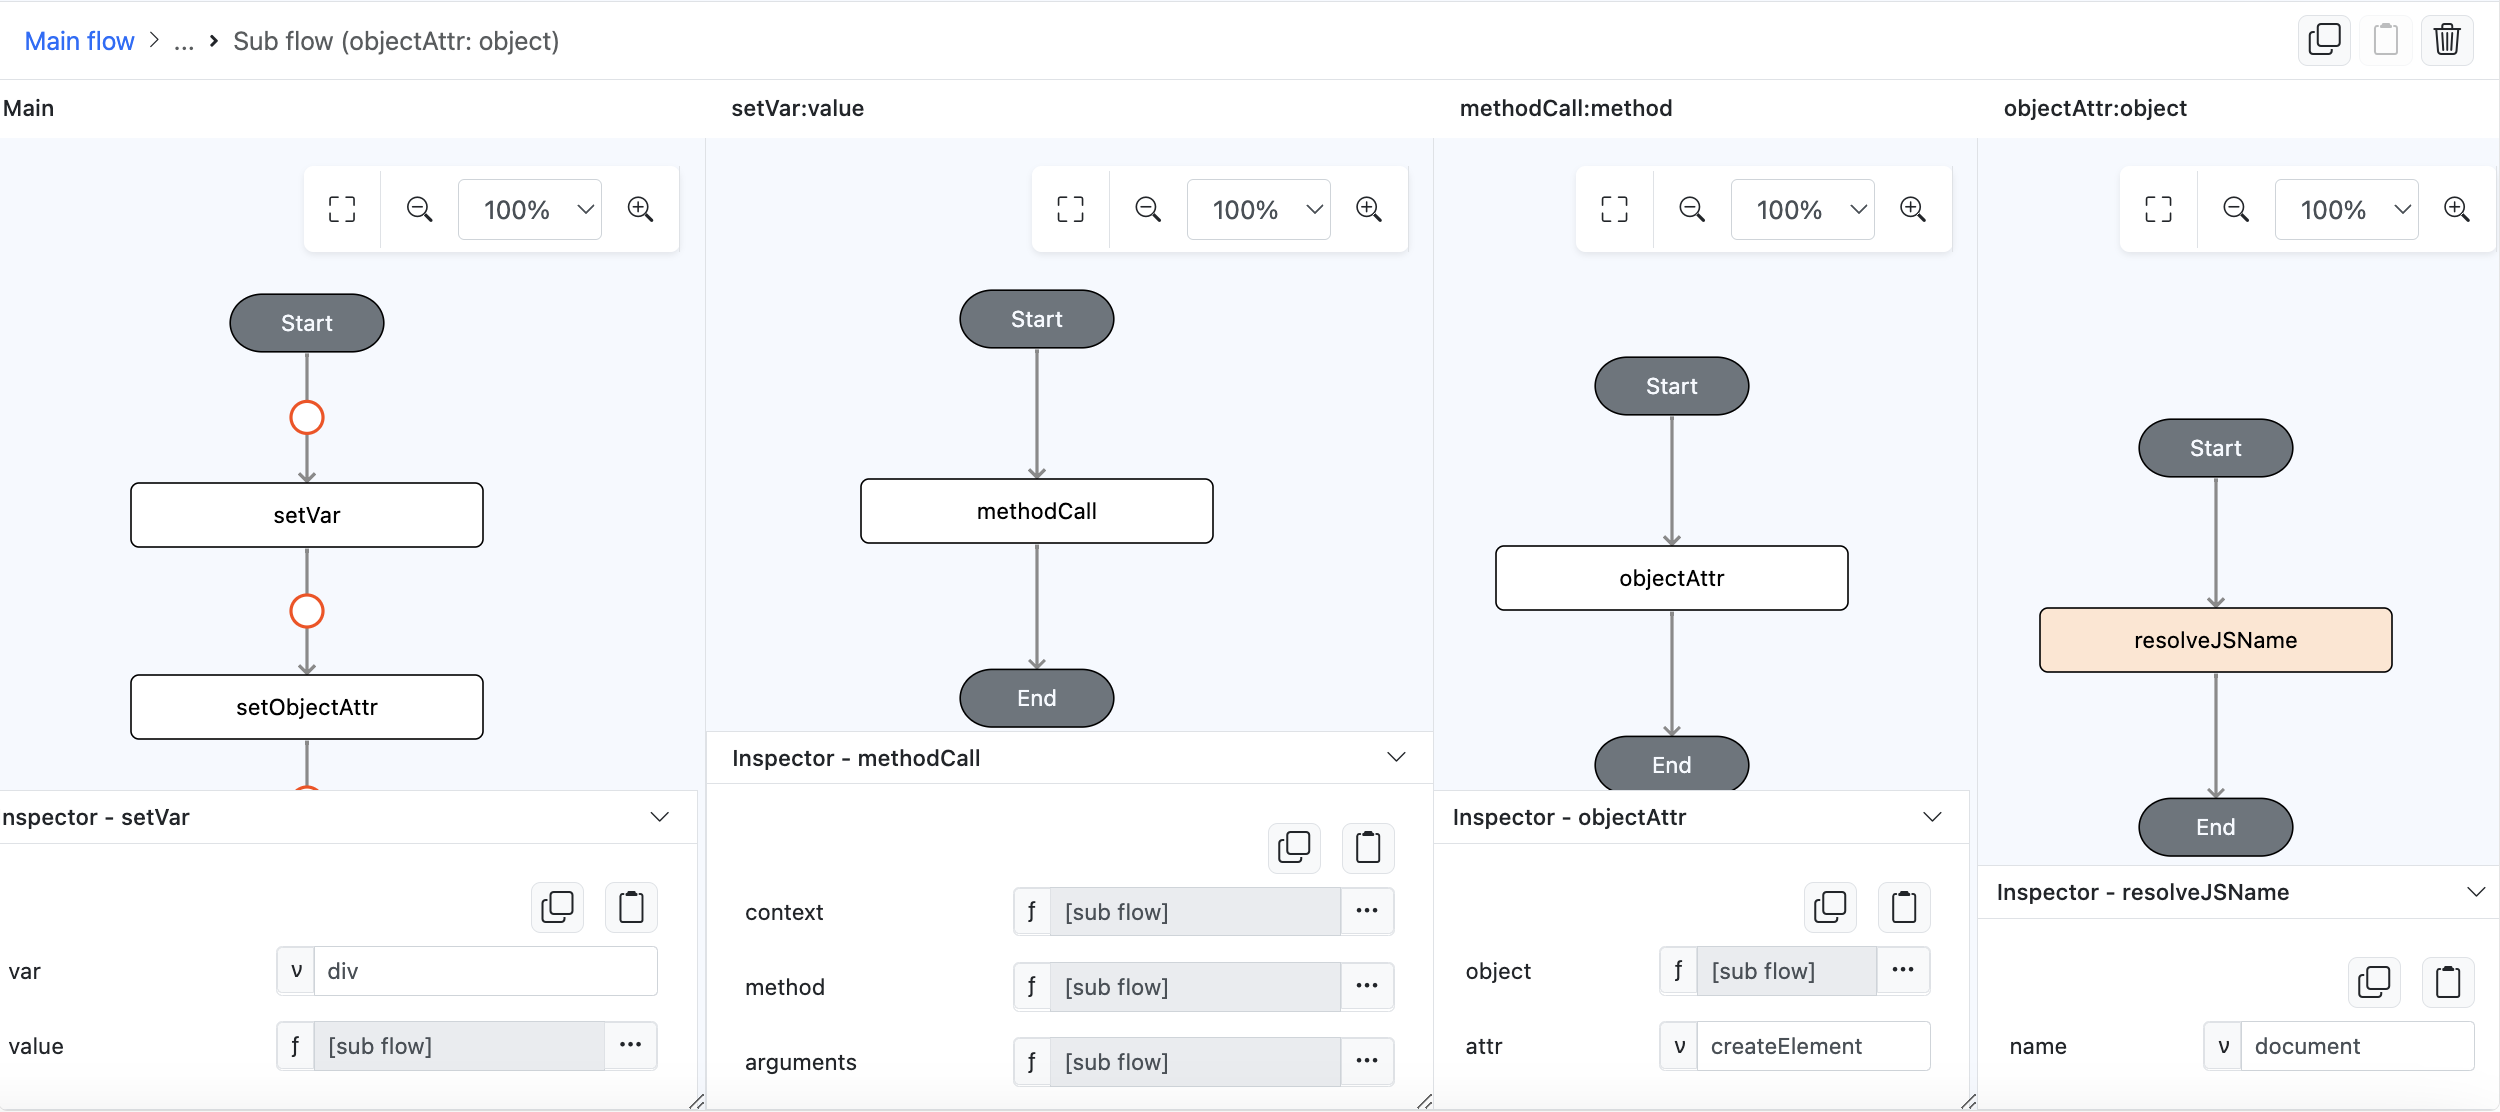 Main flow > ... > Sub flow (objectAttr: object)
Main
setVar:value
methodCall:method
objectAttr:object
100%
100%
100%
100%
Start
setVar
setObjectAttr
nspector - setVar
var
ν div
value
ƒ [sub flow] ...
Start
methodCall
End
Inspector - methodCall
context
ƒ [sub flow] ...
method
ƒ [sub flow] ...
arguments
ƒ [sub flow] ...
Start
objectAttr
End
Inspector - objectAttr
object
ƒ [sub flow] ...
attr
ν createElement
Start
resolveJSName
End
Inspector - resolveJSName
name
ν document